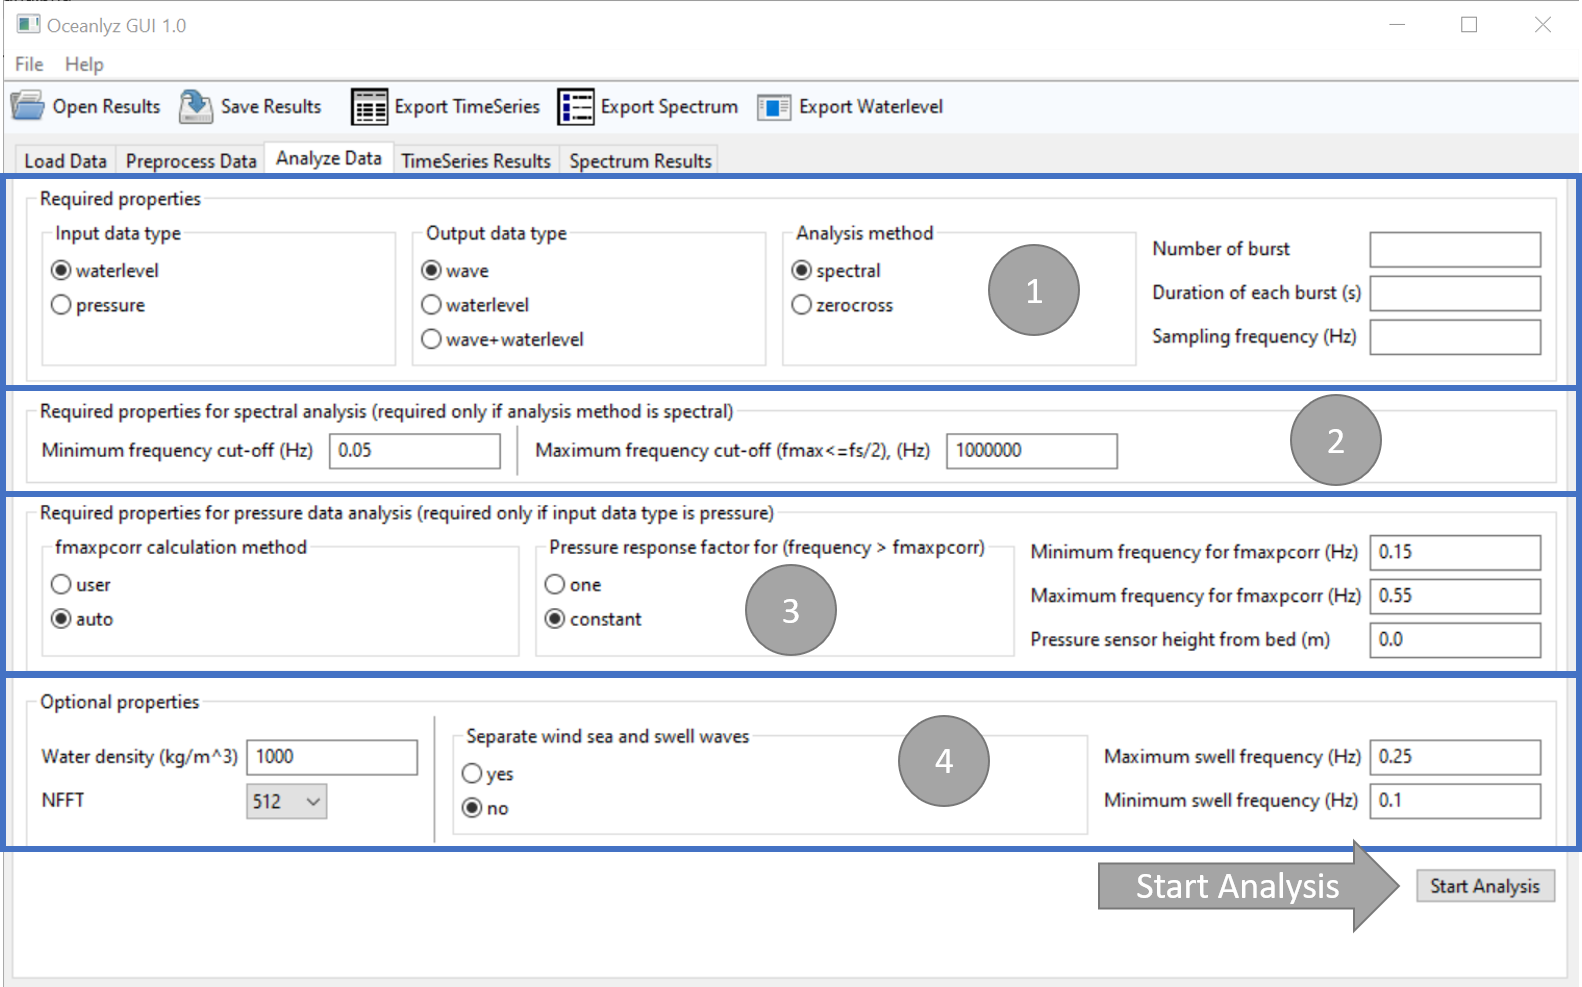 Oceanlyz GUI 1.0
File Help
Open Results Save Results Export TimeSeries Export Spectrum Export Waterlevel
Load Data Preprocess Data Analyze Data TimeSeries Results Spectrum Results
Required properties
Input data type
waterlevel
pressure
Output data type
wave
waterlevel
wave+waterlevel
Analysis method
spectral
zerocross
1
Number of burst
Duration of each burst (s)
Sampling frequency (Hz)
Required properties for spectral analysis (required only if analysis method is spectral)
Minimum frequency cut-off (Hz) 0.05 Maximum frequency cut-off (fmax<=fs/2), (Hz) 1000000
2
Required properties for pressure data analysis (required only if input data type is pressure)
fmaxpcorr calculation method
user
auto
Pressure response factor for (frequency > fmaxpcorr)
one
constant
3
Minimum frequency for fmaxpcorr (Hz) 0.15
Maximum frequency for fmaxpcorr (Hz) 0.55
Pressure sensor height from bed (m) 0.0
Optional properties
Water density (kg/m^3) 1000
NFFT 512
Separate wind sea and swell waves
yes
no
4
Maximum swell frequency (Hz) 0.25
Minimum swell frequency (Hz) 0.1
Start Analysis Start Analysis